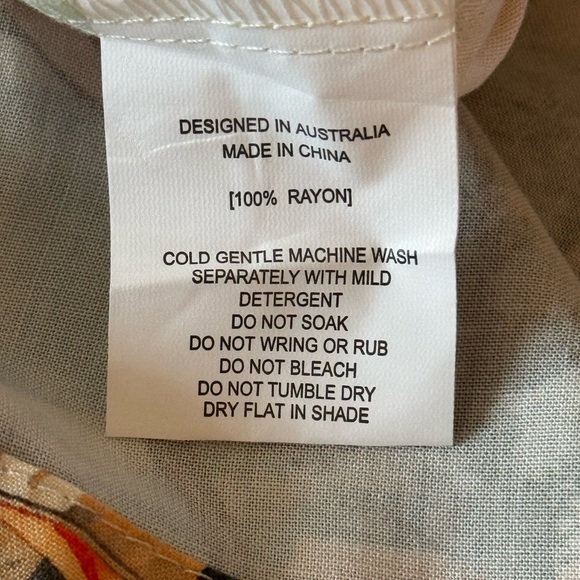 DESIGNED IN AUSTRALIA
MADE IN CHINA
[100% RAYON]
COLD GENTLE MACHINE WASH
SEPARATELY WITH MILD
DETERGENT
DO NOT SOAK
DO NOT WRING OR RUB
DO NOT BLEACH
DO NOT TUMBLE DRY
DRY FLAT IN SHADE